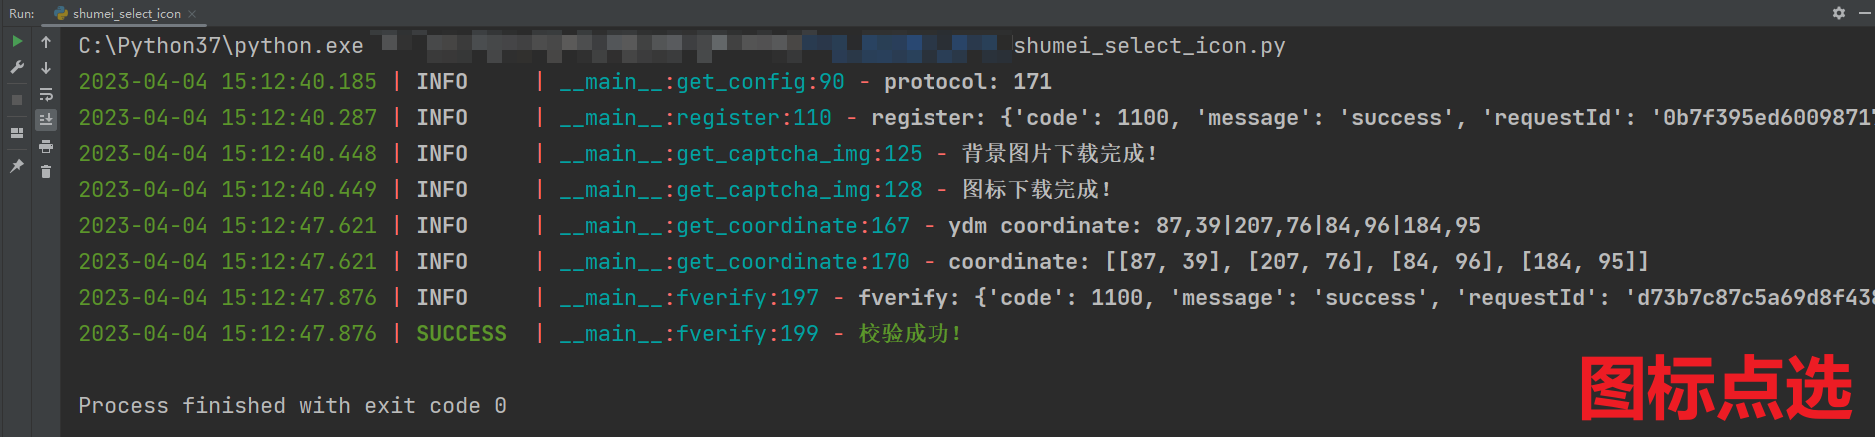 Run: shumei_select_icon
C:\Python37\python.exe shumei_select_icon.py
2023-04-04 15:12:40.185 | INFO | __main__:get_config:90 - protocol: 171
2023-04-04 15:12:40.287 | INFO | __main__:register:110 - register: {'code': 1100, 'message': 'success', 'requestId': '0b7f395ed6009871
2023-04-04 15:12:40.448 | INFO | __main__:get_captcha_img:125 - 背景图片下载完成！
2023-04-04 15:12:40.449 | INFO | __main__:get_captcha_img:128 - 图标下载完成！
2023-04-04 15:12:47.621 | INFO | __main__:get_coordinate:167 - ydm coordinate: 87,39|207,76|84,96|184,95
2023-04-04 15:12:47.621 | INFO | __main__:get_coordinate:170 - coordinate: [[87, 39], [207, 76], [84, 96], [184, 95]]
2023-04-04 15:12:47.876 | INFO | __main__:fverify:197 - fverify: {'code': 1100, 'message': 'success', 'requestId': 'd73b7c87c5a69d8f438
2023-04-04 15:12:47.876 | SUCCESS | __main__:fverify:199 - 校验成功！
Process finished with exit code 0
图标点选